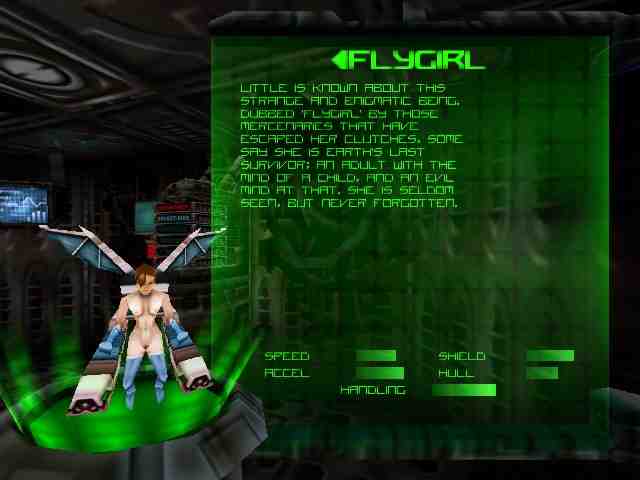 FLYGIRL
LITTLE IS KNOWN ABOUT THIS
STRANGE AND ENIGMATIC BEING.
DUBBED 'FLYGIRL' BY THOSE
MERCENARIES THAT HAVE
ESCAPED HER CLUTCHES, SOME
SAY SHE IS EARTH'S LAST
SURVIVOR; AN ADULT WITH THE
MIND OF A CHILD, AND AN EVIL
MIND AT THAT. SHE IS SELDOM
SEEN, BUT NEVER FORGOTTEN.
SPEED SHIELD
ACCEL HULL
HANDLING